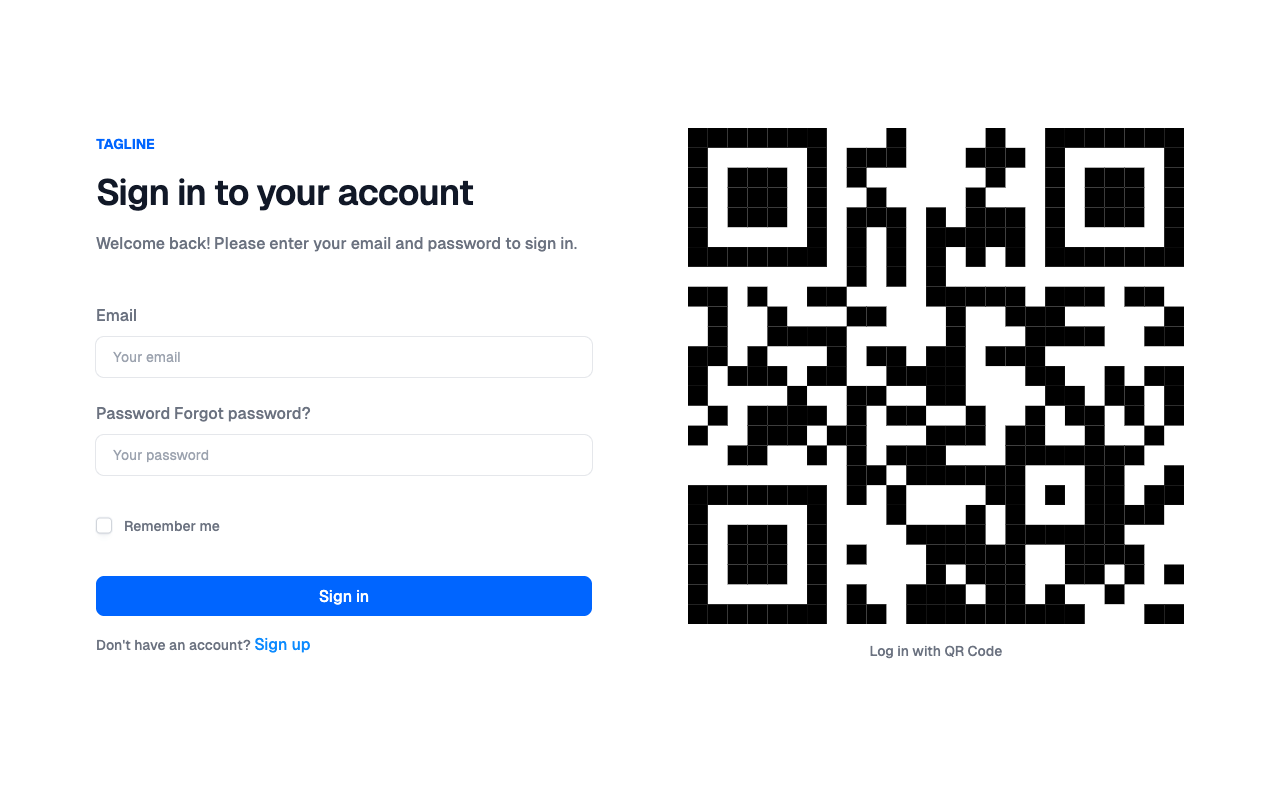 TAGLINE
Sign in to your account
Welcome back! Please enter your email and password to sign in.
Email
Your email
Password Forgot password?
Your password
Remember me
Sign in
Don't have an account? Sign up
Log in with QR Code